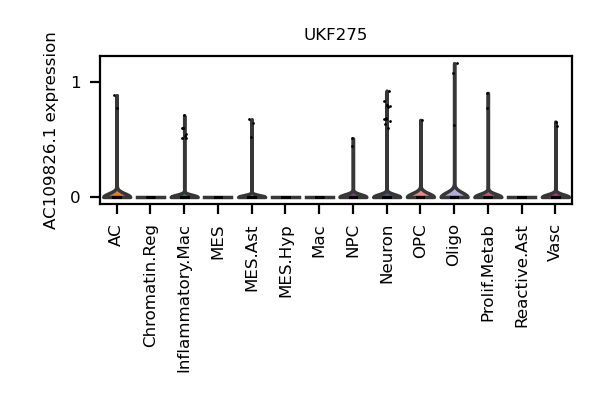 UKF275
AC109826.1 expression
1
0
AC
Chromatin.Reg
Inflammatory.Mac
MES
MES.Ast
MES.Hyp
Mac
NPC
Neuron
OPC
Oligo
Prolif.Metab
Reactive.Ast
Vasc